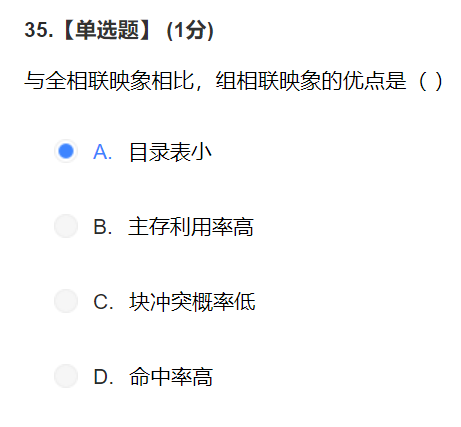 35.【单选题】 (1分)
与全相联映象相比，组相联映象的优点是（ ）
A. 目录表小
B. 主存利用率高
C. 块冲突概率低
D. 命中率高